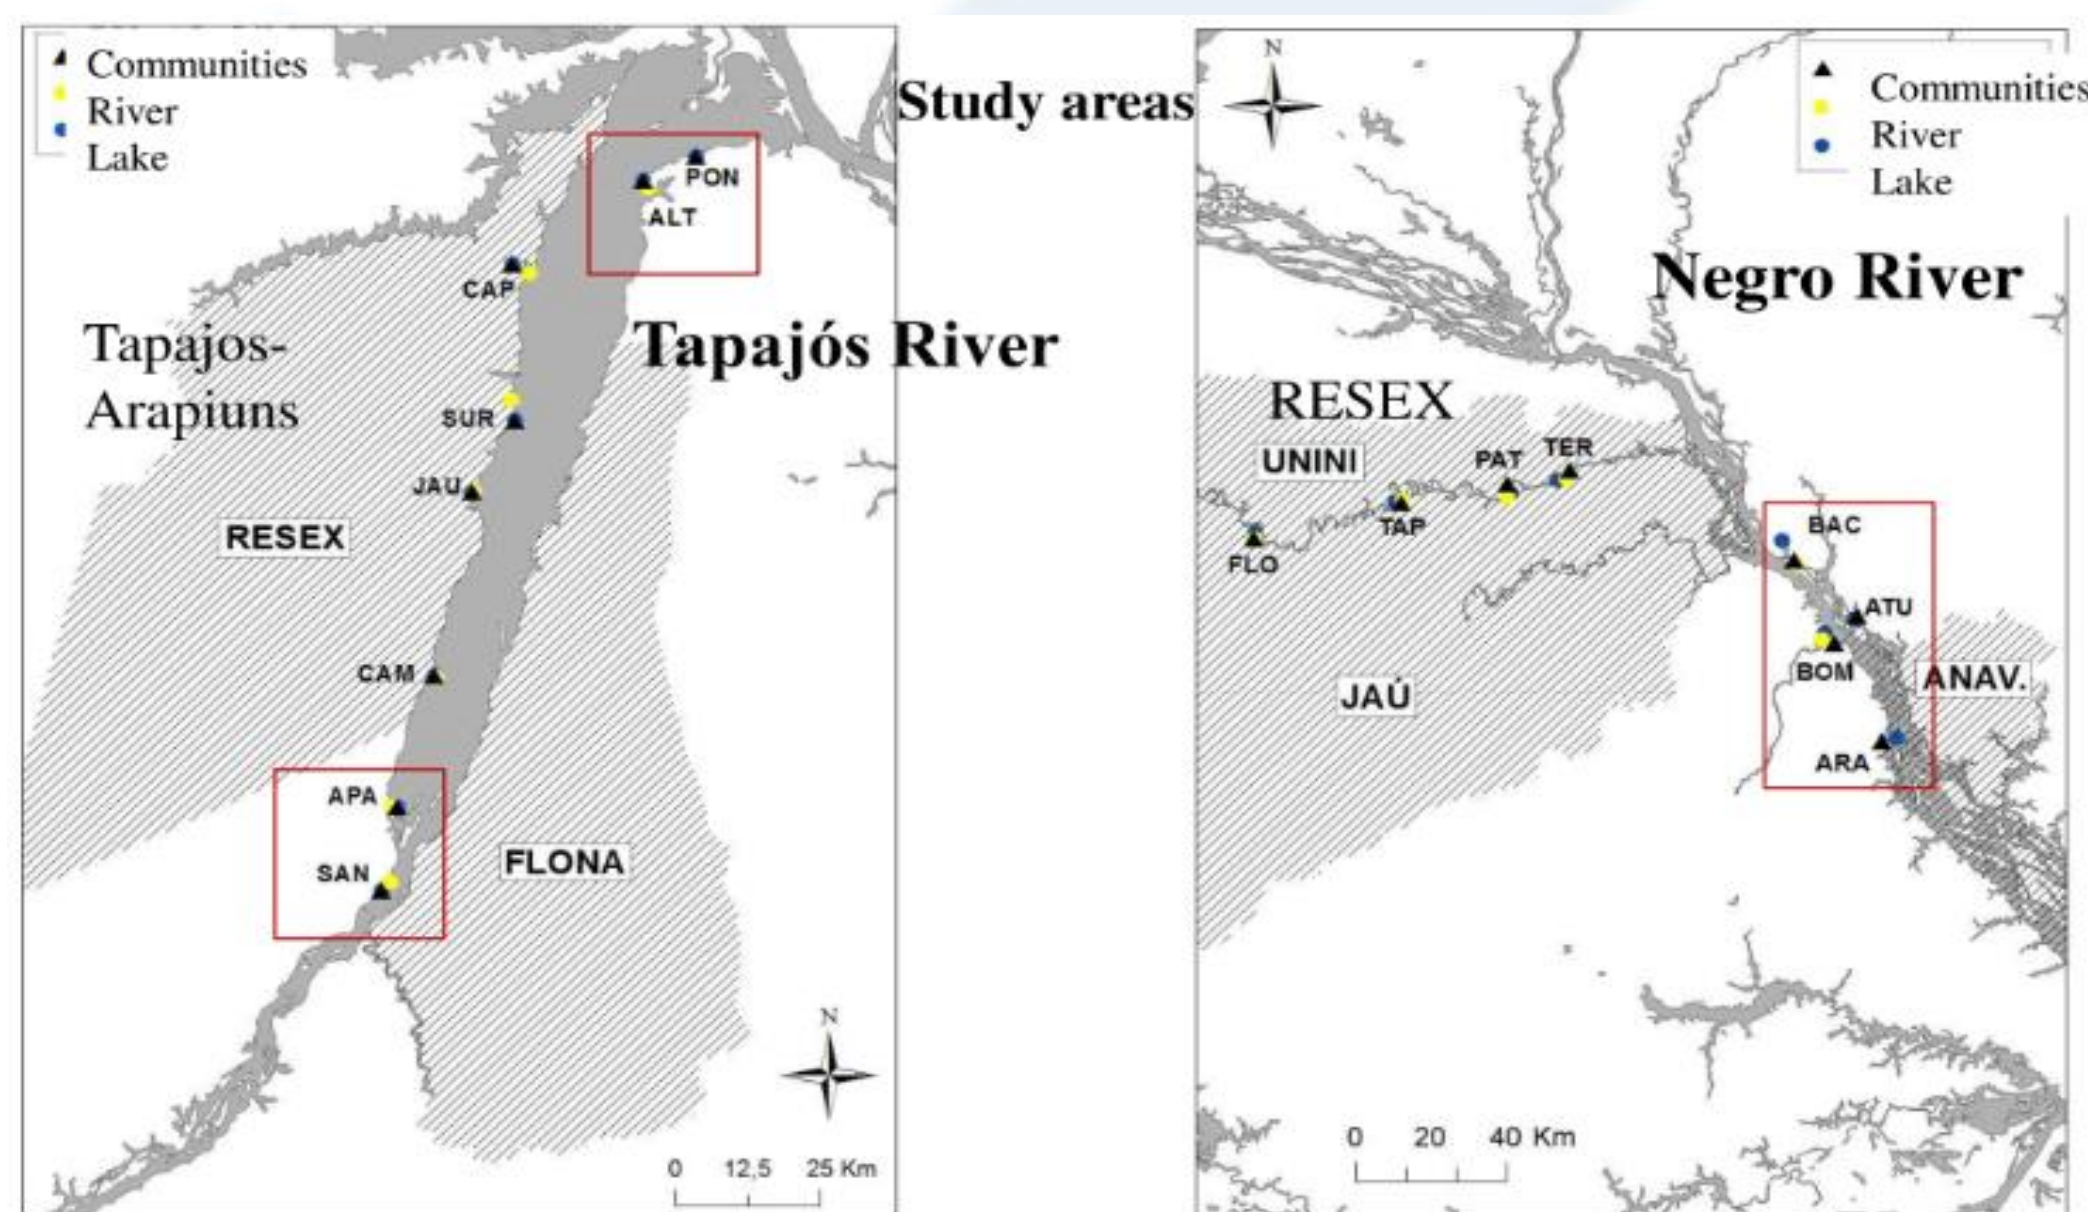 Communities
River
Lake
PON
ALT
CAP
Tapajos-
Arapiuns
SUR
JAU
RESEX
CAM
APA
SAN
FLONA
Tapajós River
N
0 12,5 25 Km
Study areas
N
Communities
River
Lake
Negro River
RESEX
UNINI
PAT
TER
TAP
FLO
BAC
ATU
BOM
ANAV.
JAÚ
ARA
0 20 40 Km